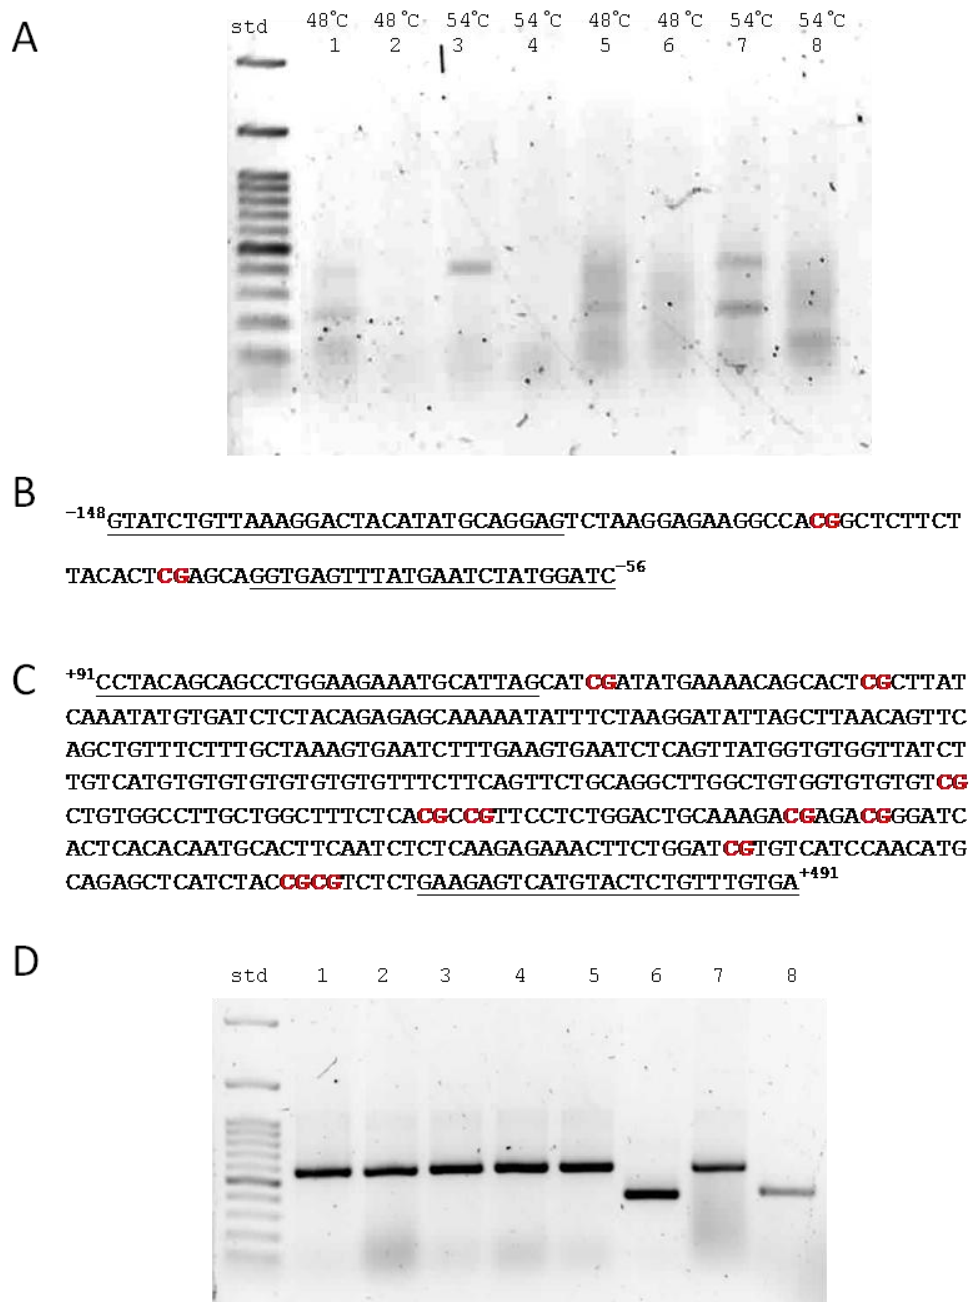 A
std 48°C 48°C 54°C 54°C 48°C 48°C 54°C 54°C
1 2 3 4 5 6 7 8
B
−148GTATCTGTTAAAGGACTACATATGCAGGAGTCTAAGGAGAAGGCCACGGCTCTTCT
TACACTCGAGCAGGTGAGTTTATGAATCTATGGATC−56
C
+91CCTACAGCAGCCTGGAAGAAATGCATTAGCATCGATATGAAAACAGCACTCGCTTAT
CAAATATGTGATCTCTACAGAGAGCAAAAATATTTCTAAGGATATTAGCTTAACAGTTC
AGCTGTTTCTTTGCTAAAGTGAATCTTTGAAGTGAATCTCAGTTATGGTGTGGTTATCT
TGTCATGTGTGTGTGTGTGTGTTTCTTCAGTTCTGCAGGCTTGGCTGTGGTGTGTGTCG
CTGTGGCCTTGCTGGCTTTCTCACGCCGTTCCTCTGGACTGCAAAGACGAGACGGGATC
ACTCACACAATGCACTTCAATCTCTCAAGAGAAACTTCTGGATCGTGTCATCCAACATG
CAGAGCTCATCTACCGCGTCTCTGAAGAGTCATGTACTCTGTTTGTGA+491
D
std 1 2 3 4 5 6 7 8